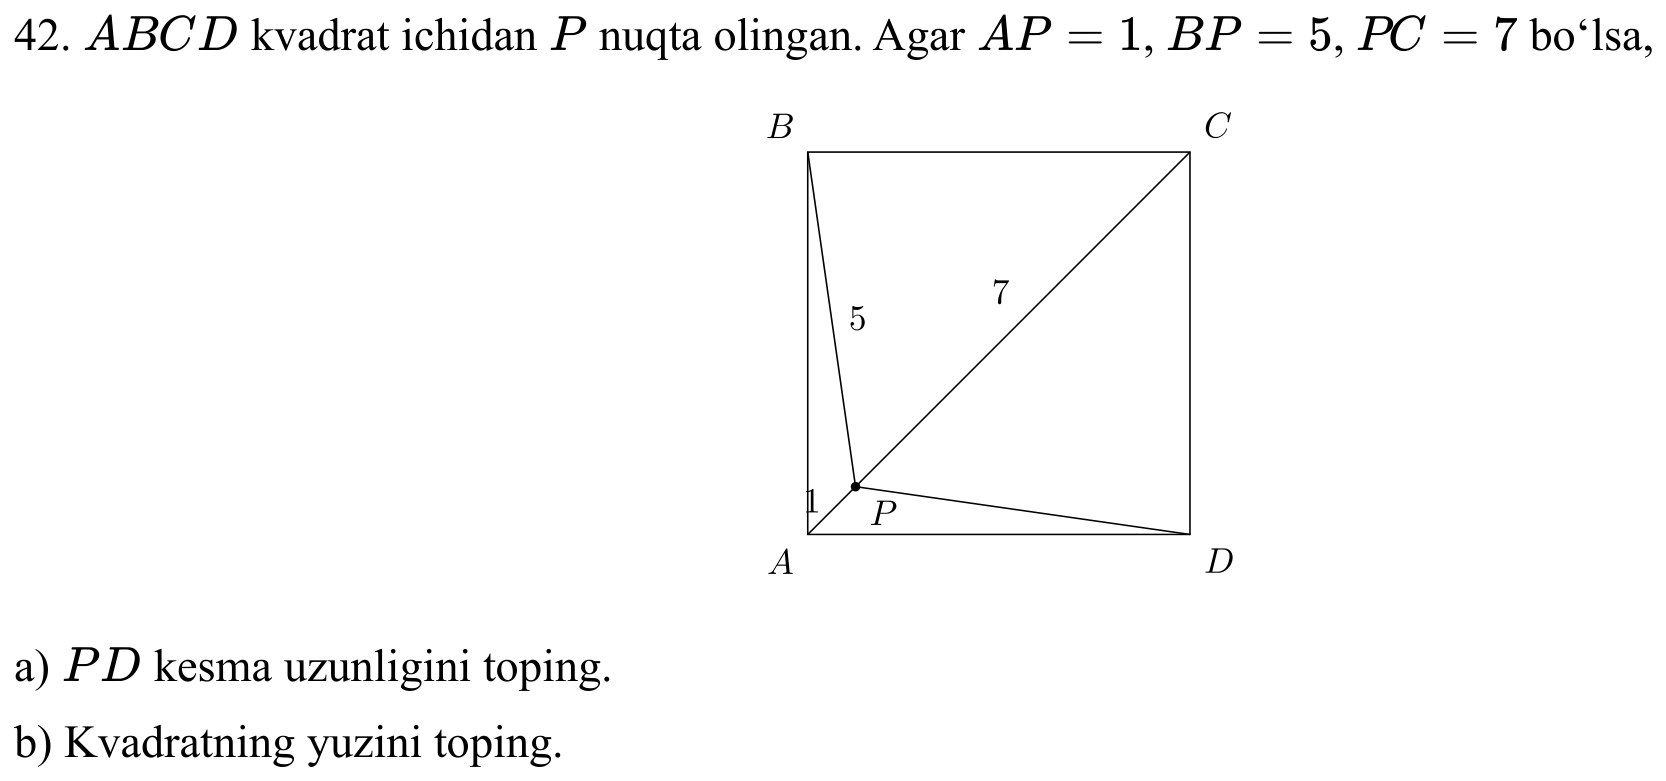 42. ABCD kvadrat ichidan P nuqta olingan. Agar AP = 1, BP = 5, PC = 7 bo‘lsa,
B C
7
5
1 P
A D
a) PD kesma uzunligini toping.
b) Kvadratning yuzini toping.